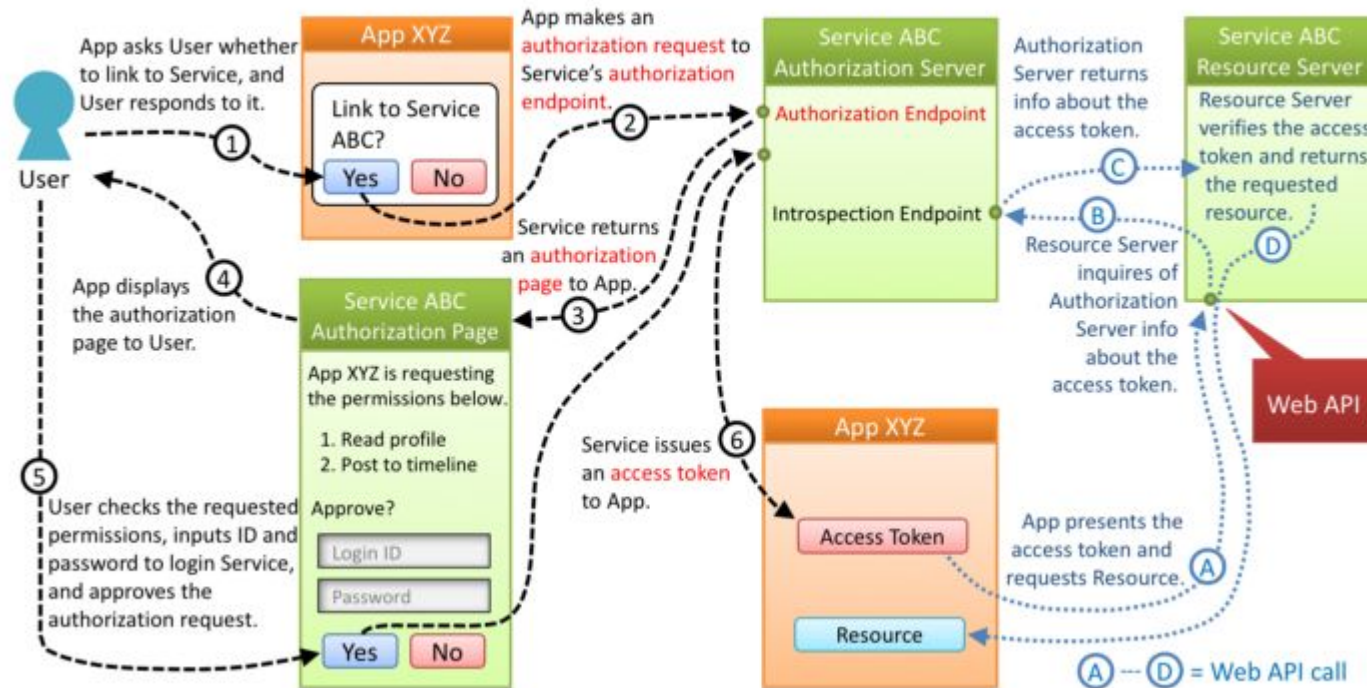 App asks User whether
to link to Service, and
User responds to it.
User
1
App XYZ
Link to Service
ABC?
Yes
No
App makes an
authorization request to
Service's authorization
endpoint.
2
Service ABC
Authorization Server
Authorization Endpoint
Introspection Endpoint
Authorization
Server returns
info about the
access token.
C
Service ABC
Resource Server
Resource Server
verifies the access
token and returns
the requested
resource.
B
D
Resource Server
inquires of
Authorization
Server info
about the
access token.
Web API
Service returns
an authorization
page to App.
3
4
App displays
the authorization
page to User.
Service ABC
Authorization Page
App XYZ is requesting
the permissions below.
1. Read profile
2. Post to timeline
Approve?
Login ID
Password
Yes
No
5
User checks the requested
permissions, inputs ID and
password to login Service,
and approves the
authorization request.
6
Service issues
an access token
to App.
App XYZ
Access Token
Resource
App presents the
access token and
requests Resource.
A
A --- D = Web API call